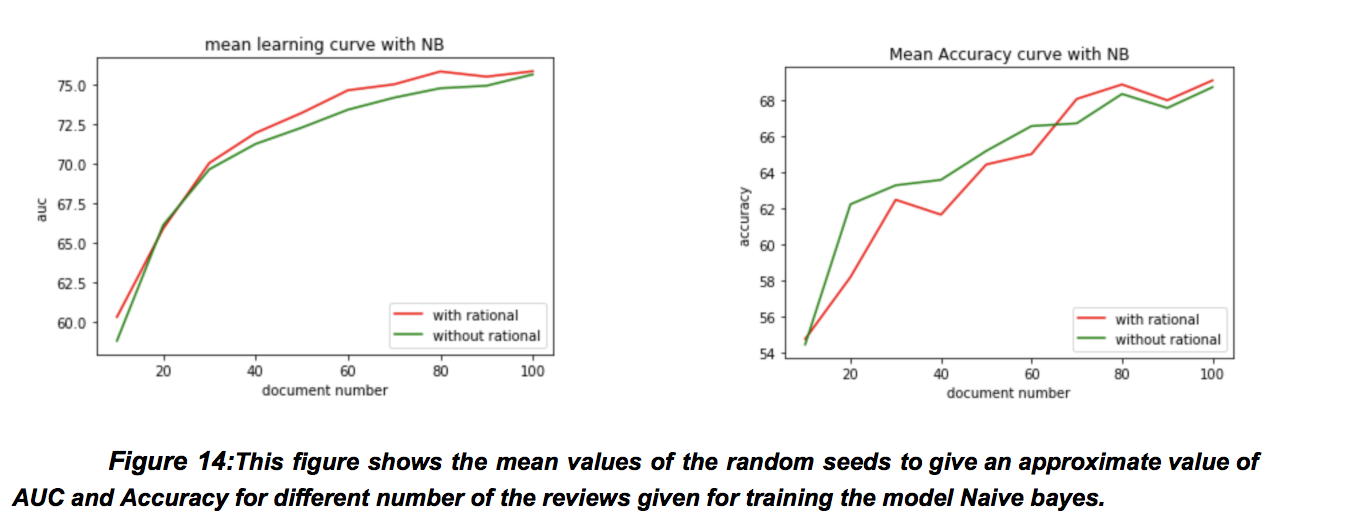 mean learning curve with NB
75.0
72.5
70.0
67.5
65.0
62.5
60.0
auc
with rational
without rational
20 40 60 80 100
document number
Mean Accuracy curve with NB
68
66
64
62
60
58
56
54
accuracy
with rational
without rational
20 40 60 80 100
document number
Figure 14:This figure shows the mean values of the random seeds to give an approximate value of
AUC and Accuracy for different number of the reviews given for training the model Naive bayes.